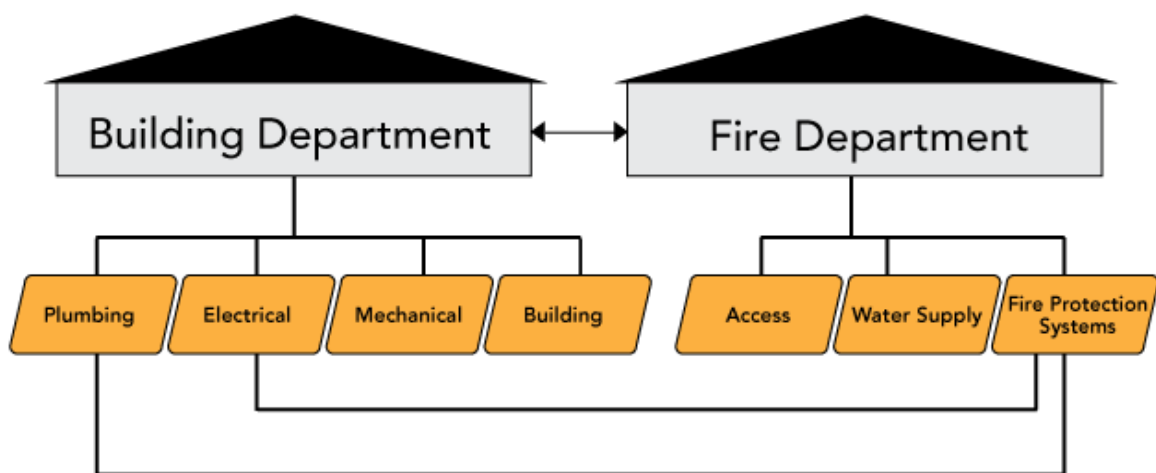 Building Department
Fire Department
Plumbing
Electrical
Mechanical
Building
Access
Water Supply
Fire Protection
Systems